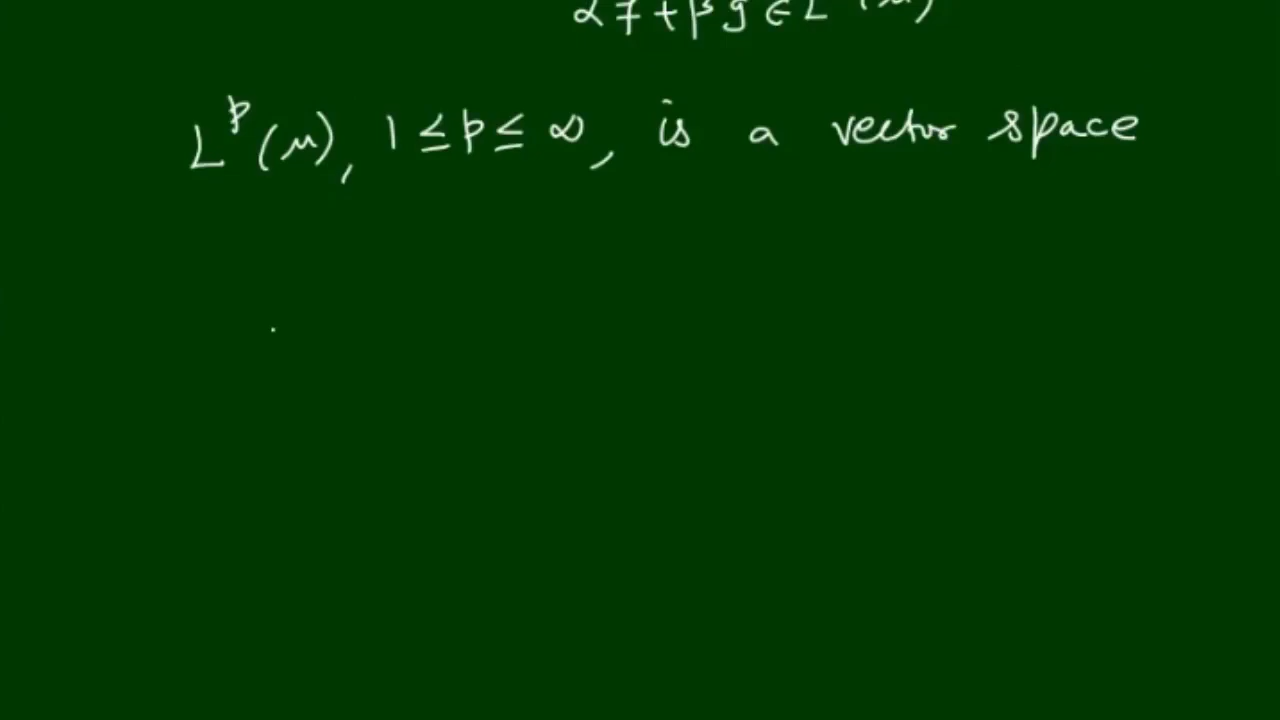 αf + βg ∈ L (μ)
L^p(μ), 1 ≤ p ≤ ∞, is a vector space